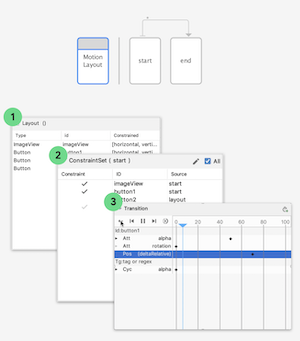 Motion
Layout
start
end
1
Layout ()
Type id Constrained
ImageView imageView [horizontal, verti...
Button button1 [horizontal, verti...
Button
Button
2
ConstraintSet ( start ) All
Constraint ID Source
imageView start
button1 start
button2 layout
3
Transition
0 20 40 60 80 100
Id:button1
Att alpha
Att rotation
Pos (deltaRelative)
Tg:tag or regex
Cyc alpha